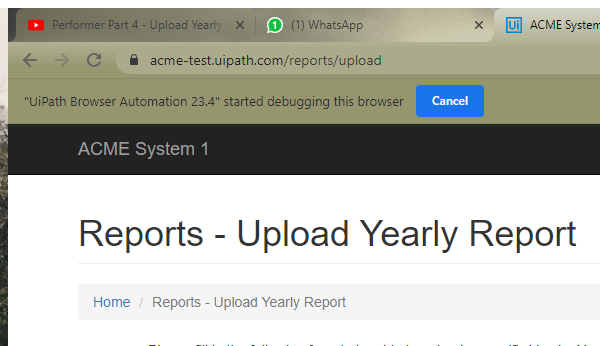 Performer Part 4 - Upload Yearly
(1) WhatsApp
Ui ACME System
acme-test.uipath.com/reports/upload
"UiPath Browser Automation 23.4" started debugging this browser Cancel
ACME System 1
Reports - Upload Yearly Report
Home / Reports - Upload Yearly Report